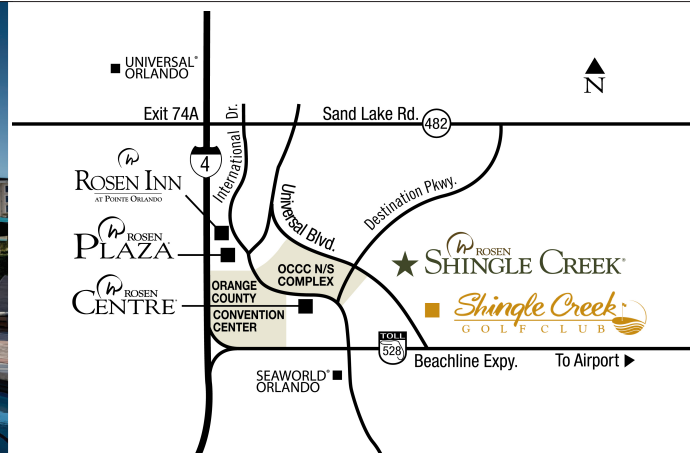 UNIVERSAL®
ORLANDO
N
Exit 74A
International Dr.
Sand Lake Rd.
482
4
ROSEN INN
AT POINTE ORLANDO
Universal Blvd.
Destination Pkwy.
ROSEN
PLAZA
ROSEN
CENTRE
OCCC N/S
COMPLEX
ORANGE
COUNTY
CONVENTION
CENTER
ROSEN
SHINGLE CREEK®
Shingle Creek
GOLF CLUB
TOLL
528
Beachline Expy.
To Airport
SEAWORLD®
ORLANDO